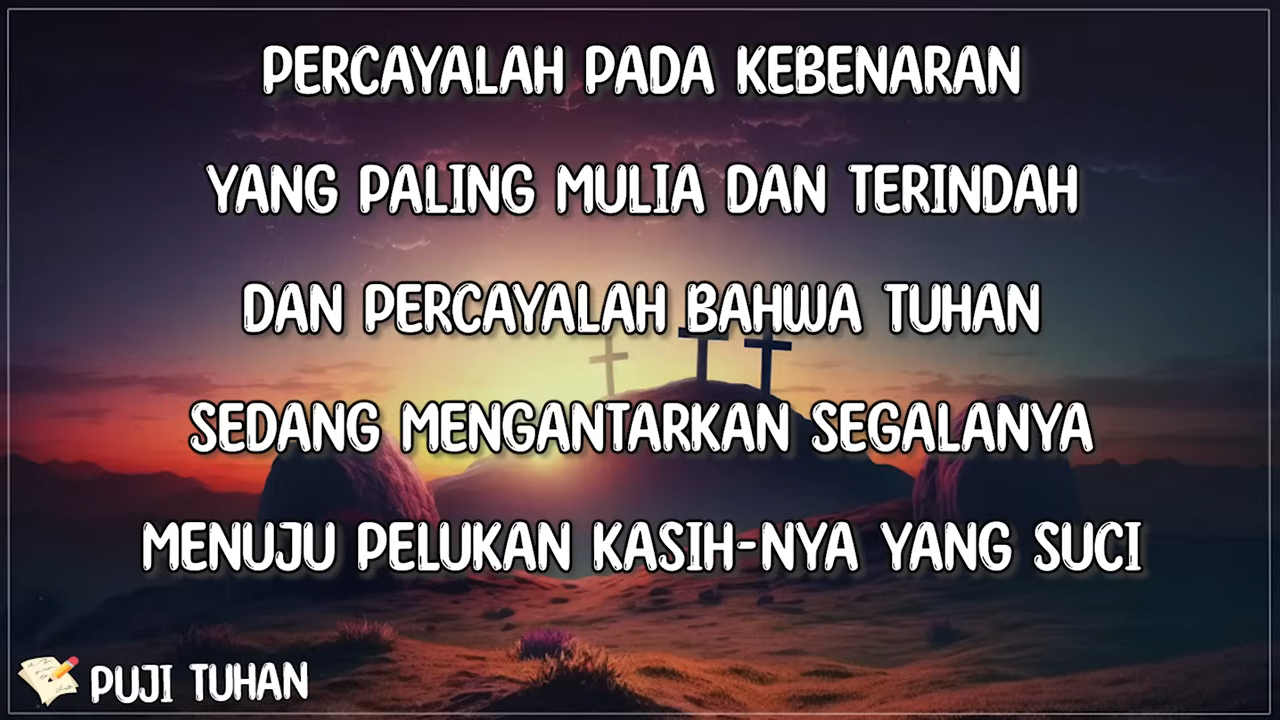 PERCAYALAH PADA KEBENARAN
YANG PALING MULIA DAN TERINDAH
DAN PERCAYALAH BAHWA TUHAN
SEDANG MENGANTARKAN SEGALANYA
MENUJU PELUKAN KASIH-NYA YANG SUCI
PUJI TUHAN